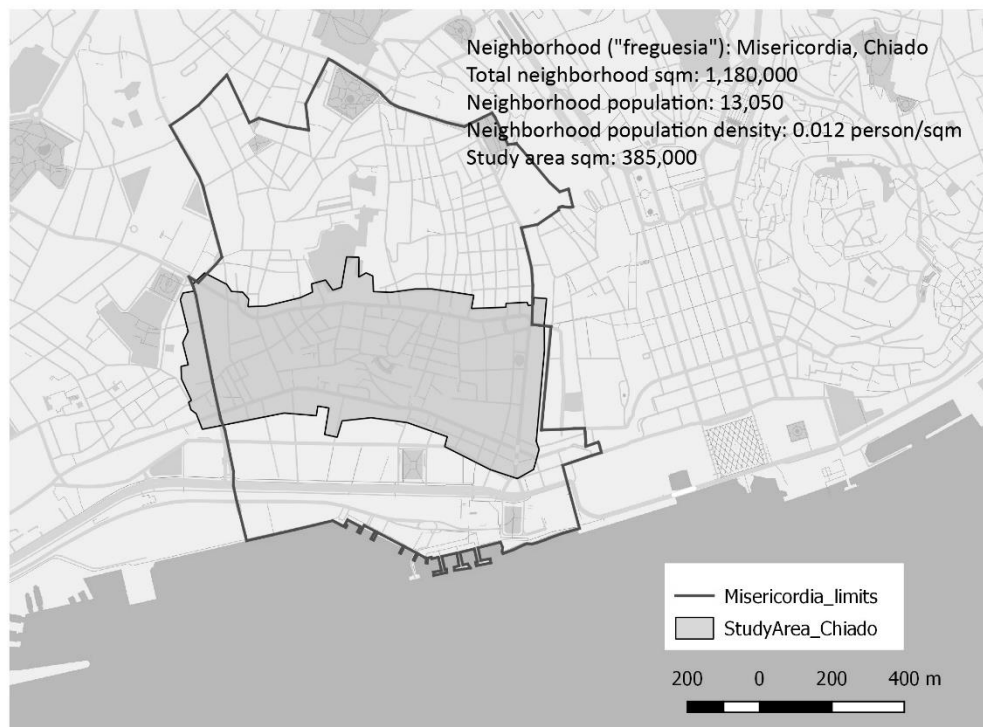 Neighborhood ("freguesia"): Misericordia, Chiado
Total neighborhood sqm: 1,180,000
Neighborhood population: 13,050
Neighborhood population density: 0.012 person/sqm
Study area sqm: 385,000
Misericordia_limits
StudyArea_Chiado
200 0 200 400 m